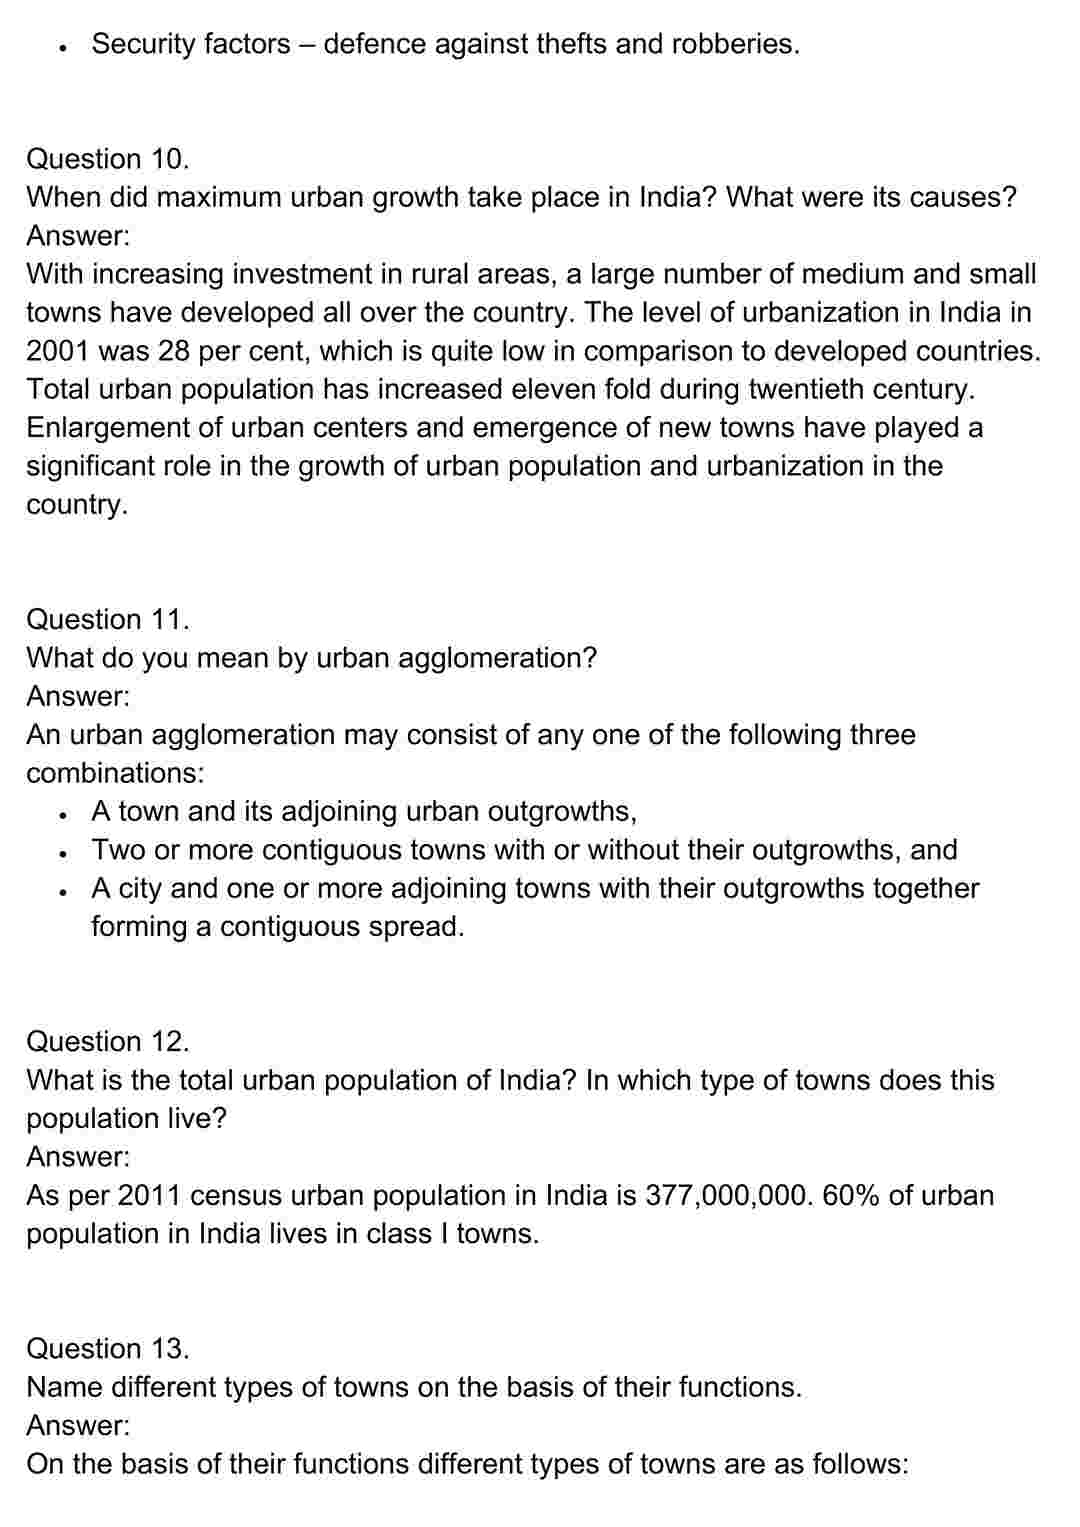 • Security factors – defence against thefts and robberies.
Question 10.
When did maximum urban growth take place in India? What were its causes?
Answer:
With increasing investment in rural areas, a large number of medium and small
towns have developed all over the country. The level of urbanization in India in
2001 was 28 per cent, which is quite low in comparison to developed countries.
Total urban population has increased eleven fold during twentieth century.
Enlargement of urban centers and emergence of new towns have played a
significant role in the growth of urban population and urbanization in the
country.
Question 11.
What do you mean by urban agglomeration?
Answer:
An urban agglomeration may consist of any one of the following three
combinations:
• A town and its adjoining urban outgrowths,
• Two or more contiguous towns with or without their outgrowths, and
• A city and one or more adjoining towns with their outgrowths together
forming a contiguous spread.
Question 12.
What is the total urban population of India? In which type of towns does this
population live?
Answer:
As per 2011 census urban population in India is 377,000,000. 60% of urban
population in India lives in class I towns.
Question 13.
Name different types of towns on the basis of their functions.
Answer:
On the basis of their functions different types of towns are as follows: